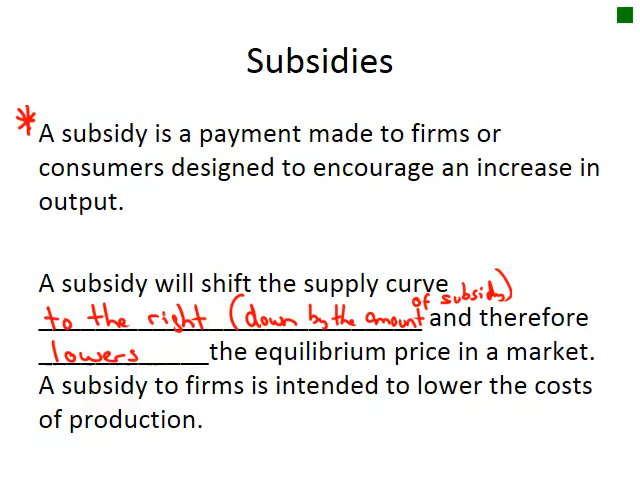 Subsidies
* A subsidy is a payment made to firms or
consumers designed to encourage an increase in
output.
A subsidy will shift the supply curve
to the right (down by the amount of subsidy) and therefore
lowers the equilibrium price in a market.
A subsidy to firms is intended to lower the costs
of production.